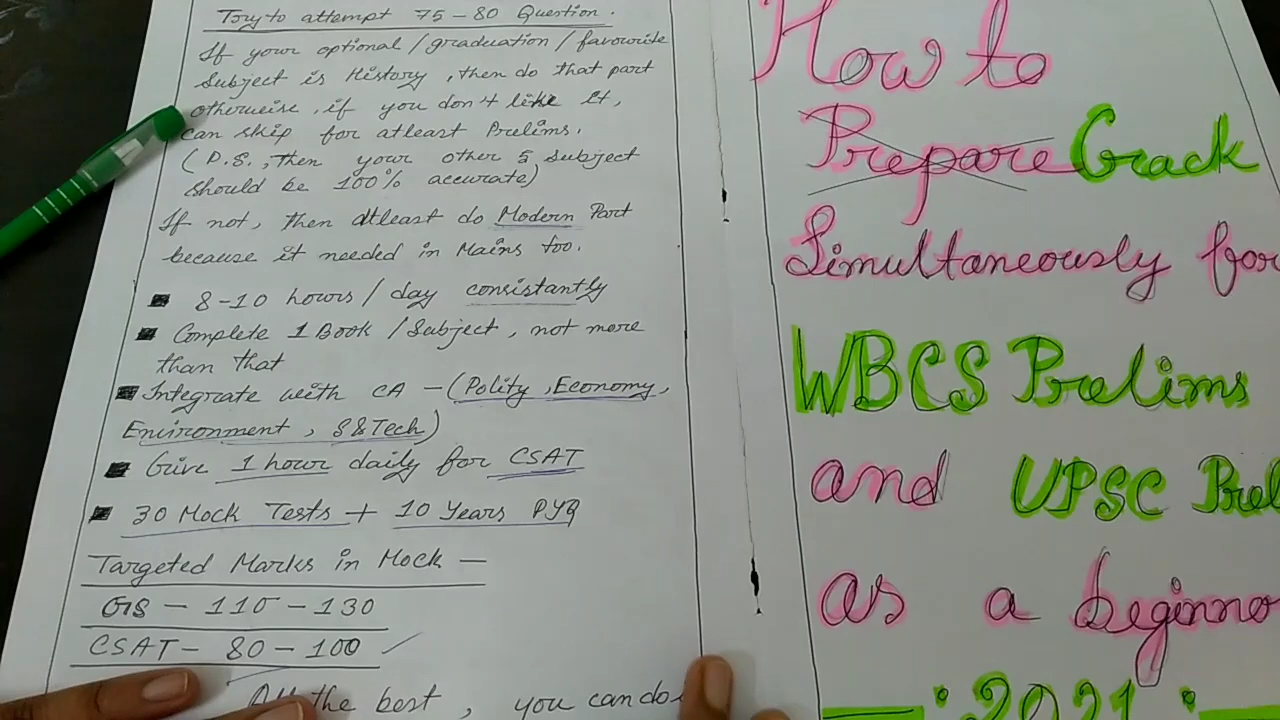 Try to attempt 75 - 80 Question.
If your optional / graduation / favourite
Subject is History, then do that part
otherweise, if you don't like it,
can skip for atleast Prelims.
(P.S., then your other 5 subject
should be 100% accurate)
If not, then atleast do Modern Part
because it needed in Mains too.
8-10 hours / day consistantly
Complete 1 Book / Subject, not more
than that
Integrate with CA - (Polity, Economy,
Environment, S&Tech)
Give 1 hour daily for CSAT
30 Mock Tests + 10 Years PYQ
Targeted Marks in Mock -
GS - 110 - 130
CSAT - 80 - 100
All the best, you can do
How to
Prepare Crack
Simultaneously for
WBCS Prelims
and UPSC Prel
as a beginne
: 2021 :